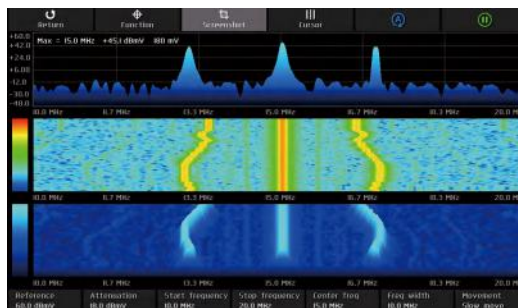 Return Function Screenshot Cursor A
+60.0 Max = 15.0 MHz +45.1 dBmV 180 mV
+42.0
+24.0
+6.00
-12.0
-30.0
-48.0
10.0 MHz 11.7 MHz 13.3 MHz 15.0 MHz 16.7 MHz 18.3 MHz 20.0 MHz
10.0 MHz 11.7 MHz 13.3 MHz 15.0 MHz 16.7 MHz 18.3 MHz 20.0 MHz
10.0 MHz 11.7 MHz 13.3 MHz 15.0 MHz 16.7 MHz 18.3 MHz 20.0 MHz
Reference Attenuation Start frequency Stop frequency Center freq Freq width Movement
60.0 dBmV 18.0 dBmV 10.0 MHz 20.0 MHz 15.0 MHz 10.0 MHz Slow move